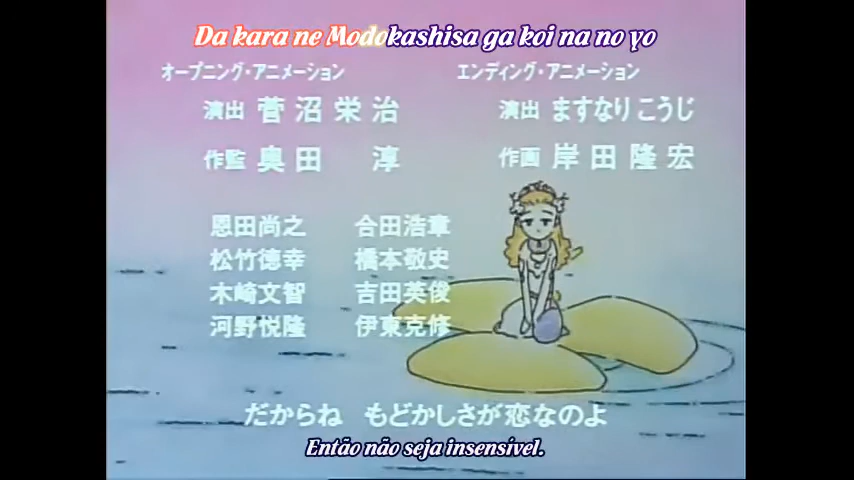 Da kara ne Modokashisa ga koi na no yo
オープニング・アニメーション エンディング・アニメーション
演出 菅沼栄治 演出 ますなりこうじ
作監 奥田 淳 作画 岸田隆宏
恩田尚之 合田浩章
松竹徳幸 橋本敬史
木崎文智 吉田英俊
河野悦隆 伊東克修
だからね もどかしさが恋なのよ
Então não seja insensível.